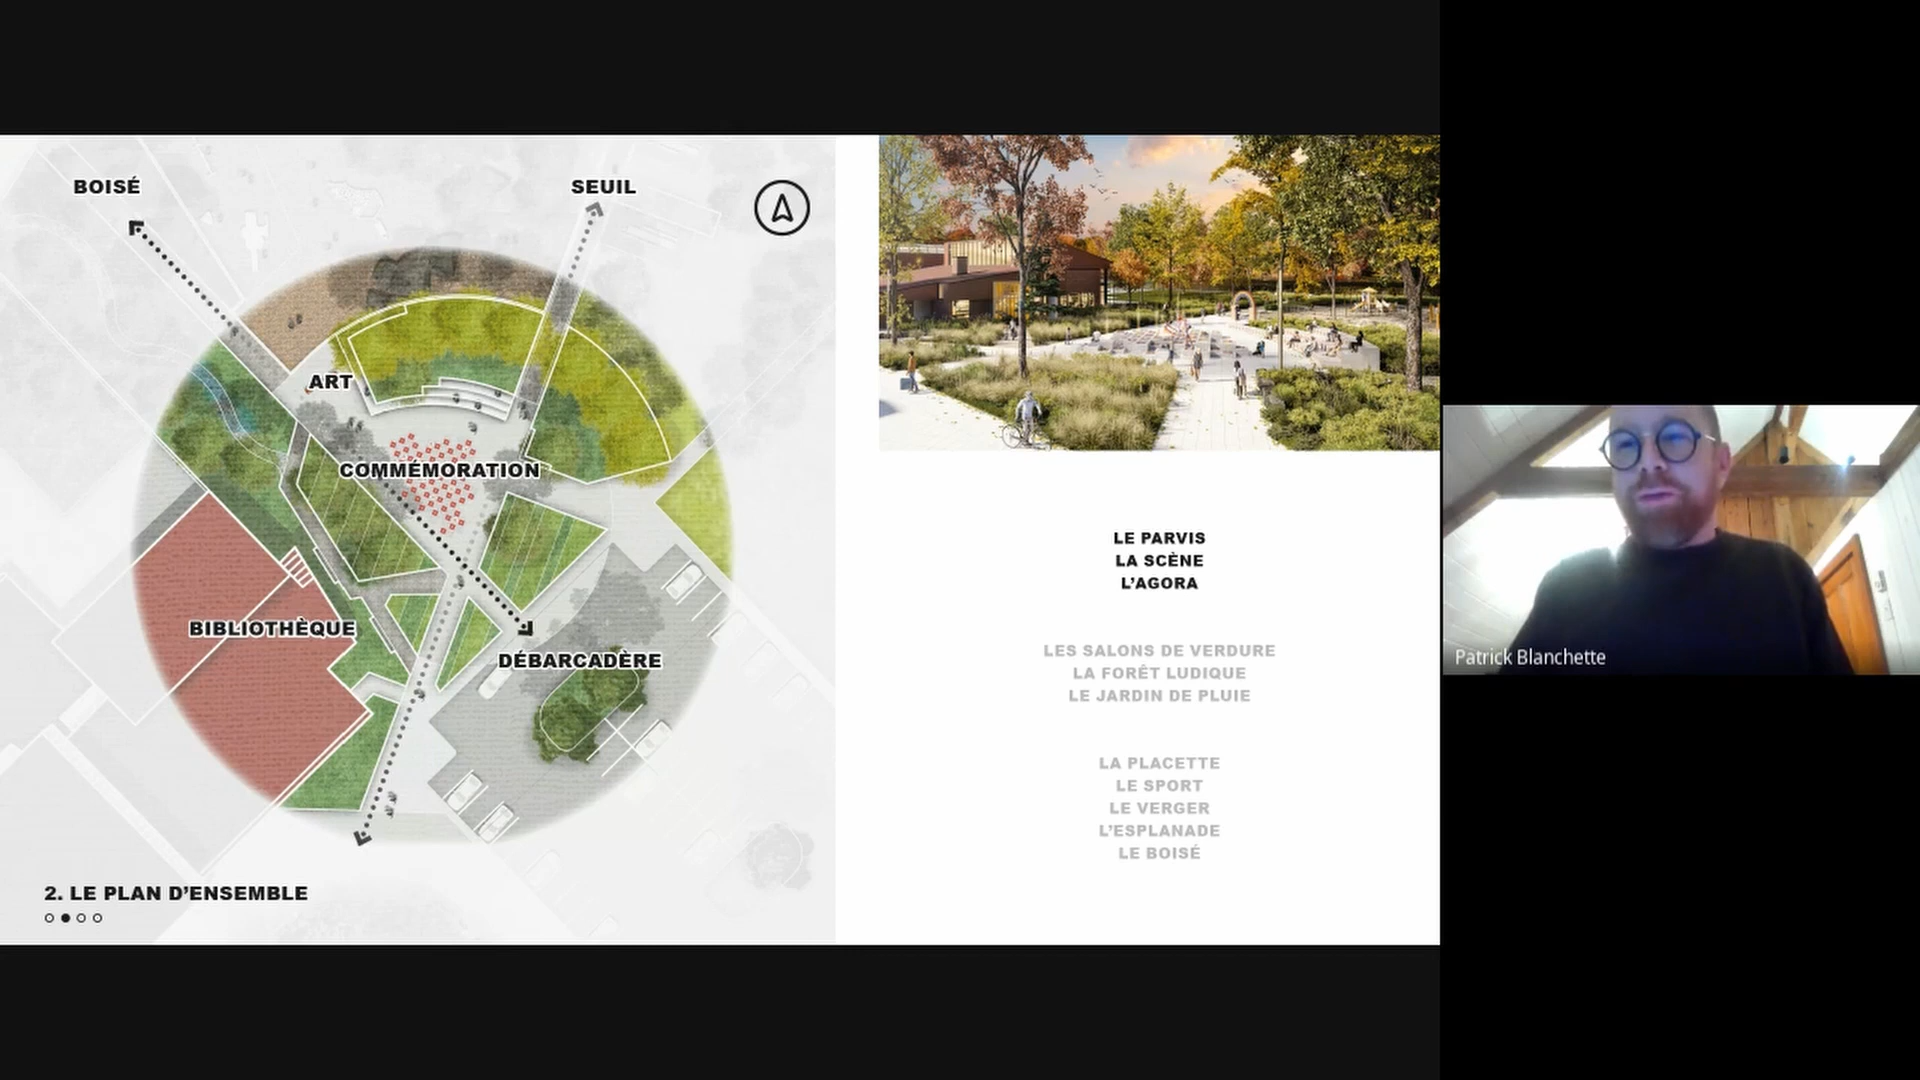 BOISÉ
SEUIL
ART
COMMÉMORATION
BIBLIOTHÈQUE
DÉBARCADÈRE
2. LE PLAN D'ENSEMBLE
LE PARVIS
LA SCÈNE
L'AGORA
LES SALONS DE VERDURE
LA FORÊT LUDIQUE
LE JARDIN DE PLUIE
LA PLACETTE
LE SPORT
LE VERGER
L'ESPLANADE
LE BOISÉ
Patrick Blanchette